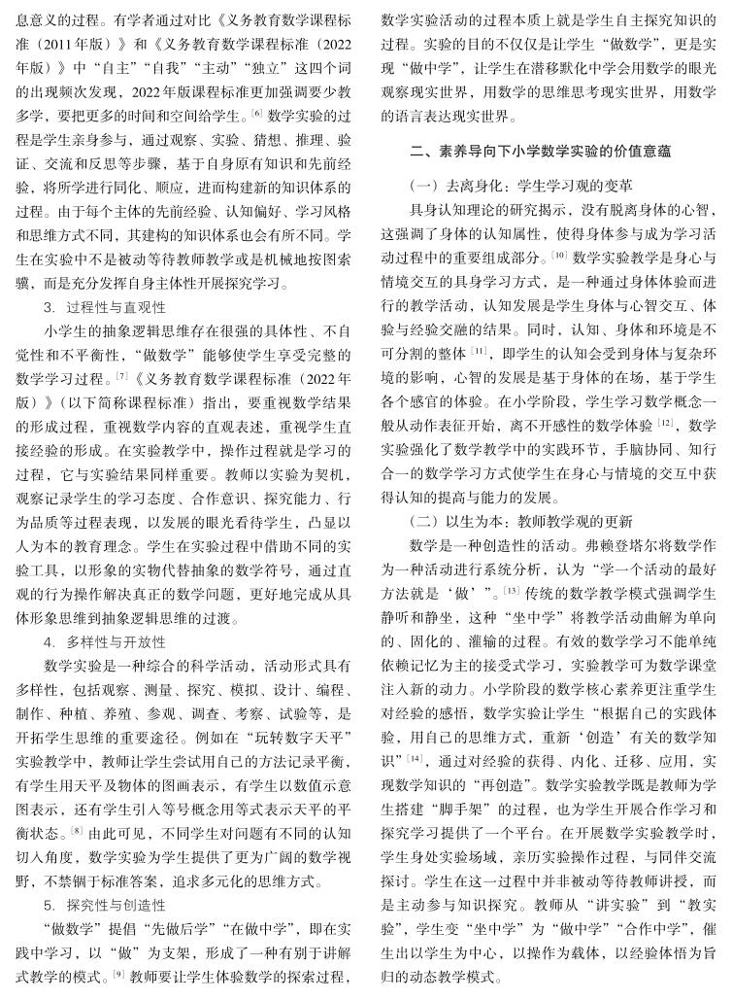 息意义的过程。有学者通过对比《义务教育数学课程标
准（2011年版）》和《义务教育数学课程标准（2022
年版）》中“自主”“自我”“主动”“独立”这四个词
的出现频次发现，2022年版课程标准更加强调要少教
多学，要把更多的时间和空间给学生。[6] 数学实验的过
程是学生亲身参与，通过观察、实验、猜想、推理、验
证、交流和反思等步骤，基于自身原有知识和先前经
验，将所学进行同化、顺应，进而构建新的知识体系的
过程。由于每个主体的先前经验、认知偏好、学习风格
和思维方式不同，其建构的知识体系也会有所不同。学
生在实验中不是被动等待教师教学或是机械地按图索
骥，而是充分发挥自身主体性开展探究学习。
3. 过程性与直观性
小学生的抽象逻辑思维存在很强的具体性、不自
觉性和不平衡性，“做数学”能够使学生享受完整的
数学学习过程。[7]《义务教育数学课程标准（2022年
版）》（以下简称课程标准）指出，要重视数学结果
的形成过程，重视数学内容的直观表述，重视学生直
接经验的形成。在实验教学中，操作过程就是学习的
过程，它与实验结果同样重要。教师以实验为契机，
观察记录学生的学习态度、合作意识、探究能力、行
为品质等过程表现，以发展的眼光看待学生，凸显以
人为本的教育理念。学生在实验过程中借助不同的实
验工具，以形象的实物代替抽象的数学符号，通过直
观的行为操作解决真正的数学问题，更好地完成从具
体形象思维到抽象逻辑思维的过渡。
4. 多样性与开放性
数学实验是一种综合的科学活动，活动形式具有
多样性，包括观察、测量、探究、模拟、设计、编程、
制作、种植、养殖、参观、调查、考察、试验等，是
开拓学生思维的重要途径。例如在“玩转数字天平”
实验教学中，教师让学生尝试用自己的方法记录平衡，
有学生用天平及物体的图画表示，有学生以数值示意
图表示，还有学生引入等号概念用等式表示天平的平
衡状态。[8] 由此可见，不同学生对问题有不同的认知
切入角度，数学实验为学生提供了更为广阔的数学视
野，不禁锢于标准答案，追求多元化的思维方式。
5. 探究性与创造性
“做数学”提倡“先做后学”“在做中学”，即在实
践中学习，以“做”为支架，形成了一种有别于讲解
式教学的模式。[9] 教师要让学生体验数学的探索过程，
数学实验活动的过程本质上就是学生自主探究知识的
过程。实验的目的不仅仅是让学生“做数学”，更是实
现“做中学”，让学生在潜移默化中学会用数学的眼光
观察现实世界，用数学的思维思考现实世界，用数学
的语言表达现实世界。
二、素养导向下小学数学实验的价值意蕴
（一）去离身化：学生学习观的变革
具身认知理论的研究揭示，没有脱离身体的心智，
这强调了身体的认知属性，使得身体参与成为学习活
动过程中的重要组成部分。[10] 数学实验教学是身心与
情境交互的具身学习方式，是一种通过身体体验而进
行的教学活动，认知发展是学生身体与心智交互、体
验与经验交融的结果。同时，认知、身体和环境是不
可分割的整体 [11]，即学生的认知会受到身体与复杂环
境的影响，心智的发展是基于身体的在场，基于学生
各个感官的体验。在小学阶段，学生学习数学概念一
般从动作表征开始，离不开感性的数学体验 [12]，数学
实验强化了数学教学中的实践环节，手脑协同、知行
合一的数学学习方式使学生在身心与情境的交互中获
得认知的提高与能力的发展。
（二）以生为本：教师教学观的更新
数学是一种创造性的活动。弗赖登塔尔将数学作
为一种活动进行系统分析，认为“学一个活动的最好
方法就是‘做’”。[13] 传统的数学教学模式强调学生
静听和静坐，这种“坐中学”将教学活动曲解为单向
的、固化的、灌输的过程。有效的数学学习不能单纯
依赖记忆为主的接受式学习，实验教学可为数学课堂
注入新的动力。小学阶段的数学核心素养更注重学生
对经验的感悟，数学实验让学生“根据自己的实践体
验，用自己的思维方式，重新‘创造’有关的数学知
识”[14]，通过对经验的获得、内化、迁移、应用，实
现数学知识的“再创造”。数学实验教学既是教师为学
生搭建“脚手架”的过程，也为学生开展合作学习和
探究学习提供了一个平台。在开展数学实验教学时，
学生身处实验场域，亲历实验操作过程，与同伴交流
探讨。学生在这一过程中并非被动等待教师讲授，而
是主动参与知识探究。教师从“讲实验”到“教实
验”，学生变“坐中学”为“做中学”“合作中学”，催
生出以学生为中心，以操作为载体，以经验体悟为旨
归的动态教学模式。